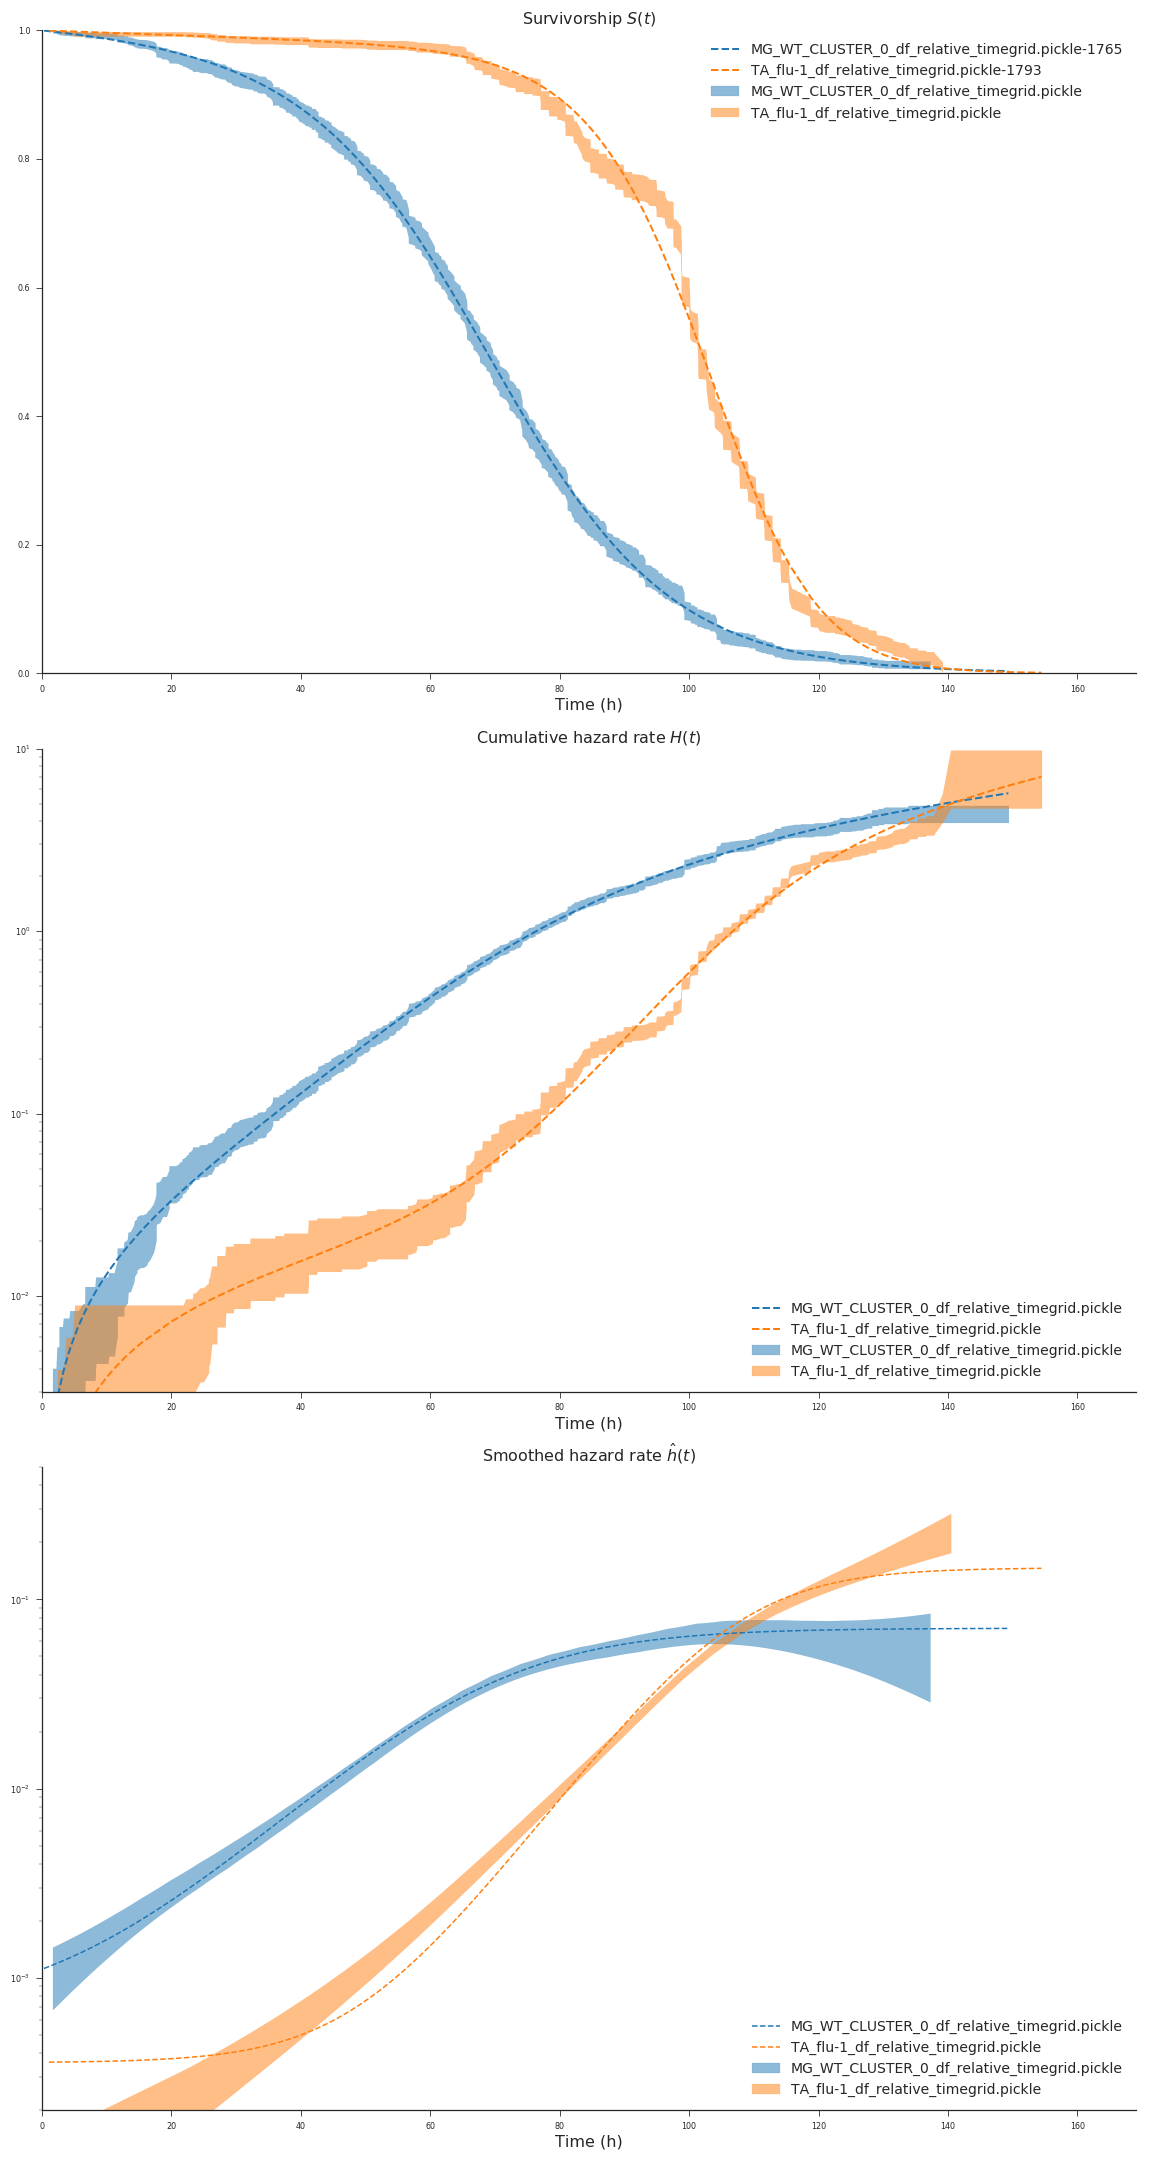 Survivorship S(t)
1.0
0.8
0.6
0.4
0.2
0.0
MG_WT_CLUSTER_0_df_relative_timegrid.pickle-1765
TA_flu-1_df_relative_timegrid.pickle-1793
MG_WT_CLUSTER_0_df_relative_timegrid.pickle
TA_flu-1_df_relative_timegrid.pickle
0 20 40 60 80 100 120 140 160
Time (h)
Cumulative hazard rate H(t)
10¹
10⁰
10⁻¹
10⁻²
MG_WT_CLUSTER_0_df_relative_timegrid.pickle
TA_flu-1_df_relative_timegrid.pickle
MG_WT_CLUSTER_0_df_relative_timegrid.pickle
TA_flu-1_df_relative_timegrid.pickle
0 20 40 60 80 100 120 140 160
Time (h)
Smoothed hazard rate ĥ(t)
10⁻¹
10⁻²
10⁻³
MG_WT_CLUSTER_0_df_relative_timegrid.pickle
TA_flu-1_df_relative_timegrid.pickle
MG_WT_CLUSTER_0_df_relative_timegrid.pickle
TA_flu-1_df_relative_timegrid.pickle
0 20 40 60 80 100 120 140 160
Time (h)